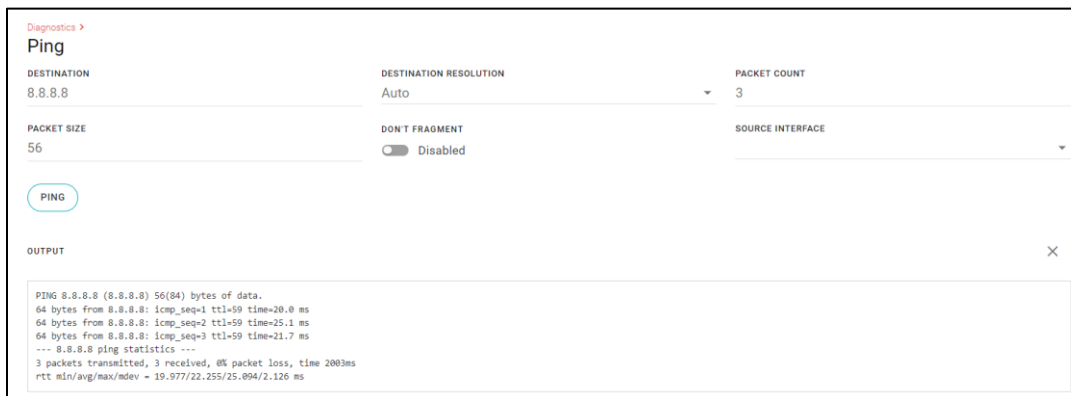 Diagnostics >
Ping
DESTINATION
8.8.8.8
DESTINATION RESOLUTION
Auto
PACKET COUNT
3
PACKET SIZE
56
DON'T FRAGMENT
Disabled
SOURCE INTERFACE
PING
OUTPUT
PING 8.8.8.8 (8.8.8.8) 56(84) bytes of data.
64 bytes from 8.8.8.8: icmp_seq=1 ttl=59 time=20.0 ms
64 bytes from 8.8.8.8: icmp_seq=2 ttl=59 time=25.1 ms
64 bytes from 8.8.8.8: icmp_seq=3 ttl=59 time=21.7 ms
--- 8.8.8.8 ping statistics ---
3 packets transmitted, 3 received, 0% packet loss, time 2003ms
rtt min/avg/max/mdev = 19.977/22.255/25.094/2.126 ms